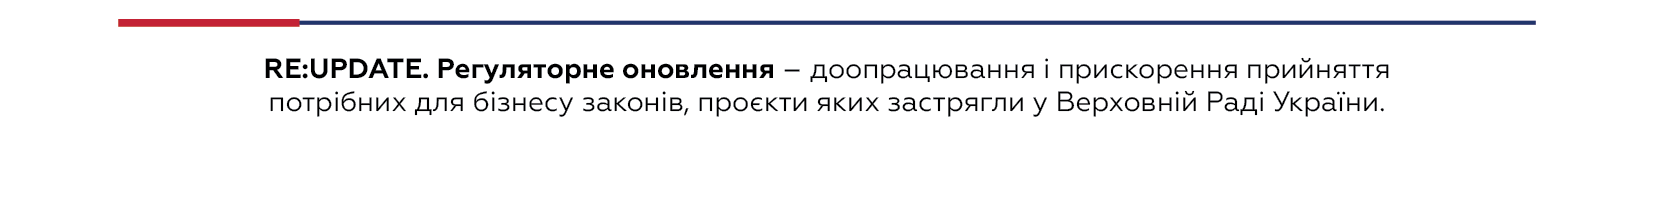 RE:UPDATE. Регуляторне оновлення – доопрацювання і прискорення прийняття
потрібних для бізнесу законів, проєкти яких застрягли у Верховній Раді України.